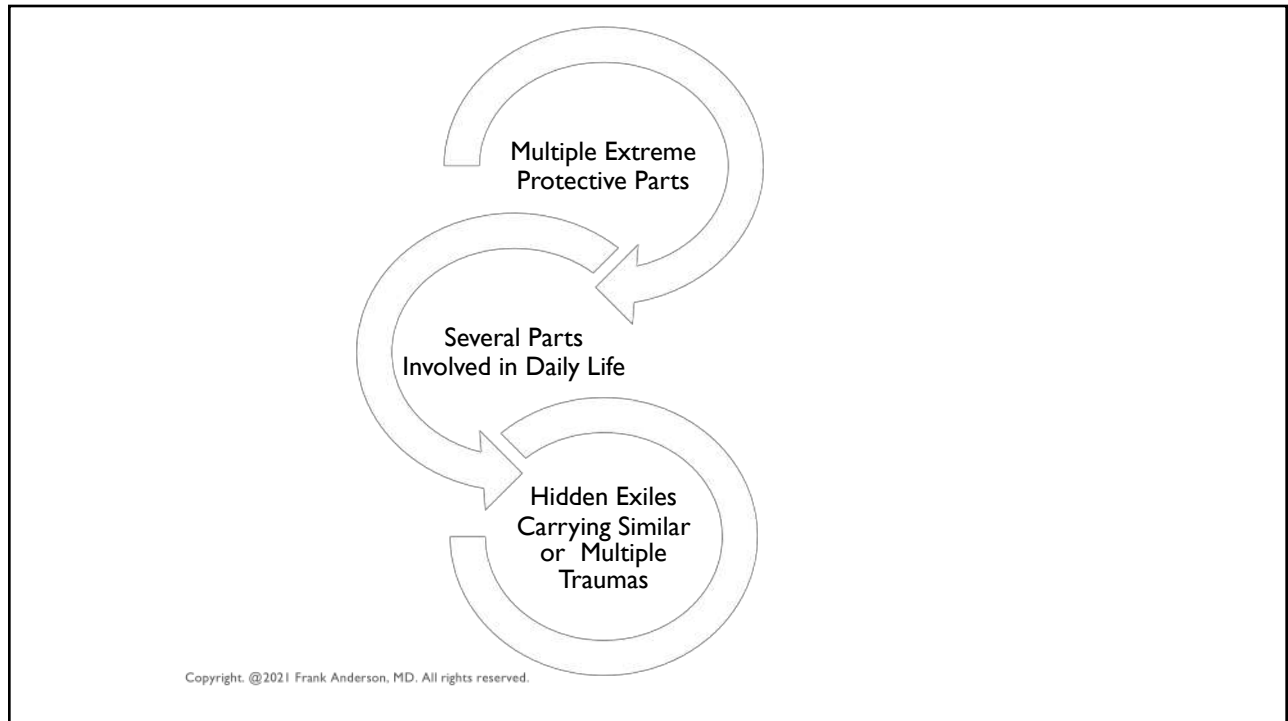 Multiple Extreme
Protective Parts
Several Parts
Involved in Daily Life
Hidden Exiles
Carrying Similar
or Multiple
Traumas
Copyright. @2021 Frank Anderson, MD. All rights reserved.